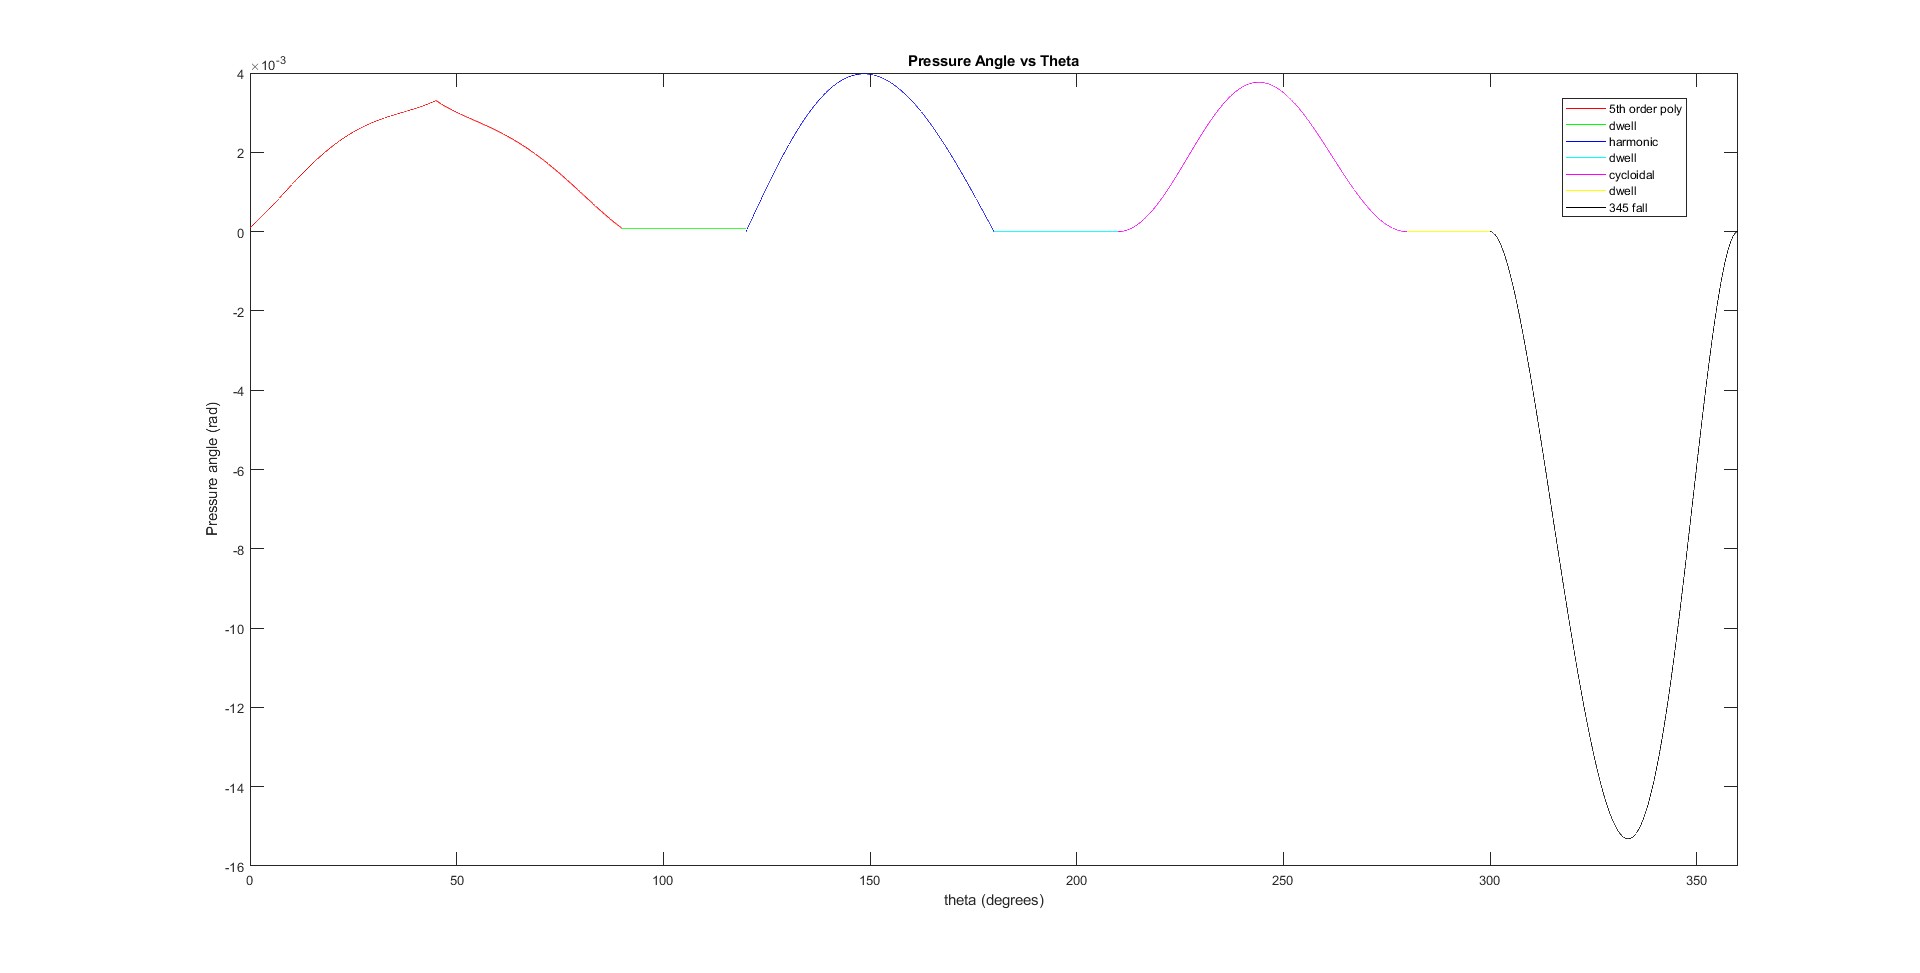 Pressure Angle vs Theta
×10-3
4
2
0
-2
-4
-6
-8
-10
-12
-14
-16
Pressure angle (rad)
0 50 100 150 200 250 300 350
theta (degrees)
5th order poly
dwell
harmonic
dwell
cycloidal
dwell
345 fall